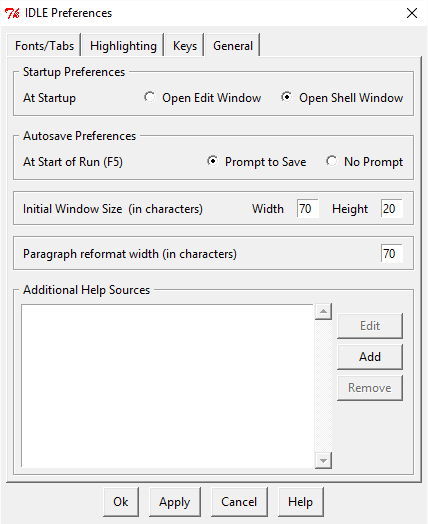 IDLE Preferences
Fonts/Tabs Highlighting Keys General
Startup Preferences
At Startup Open Edit Window Open Shell Window
Autosave Preferences
At Start of Run (F5) Prompt to Save No Prompt
Initial Window Size (in characters) Width 70 Height 20
Paragraph reformat width (in characters) 70
Additional Help Sources
Edit
Add
Remove
Ok Apply Cancel Help